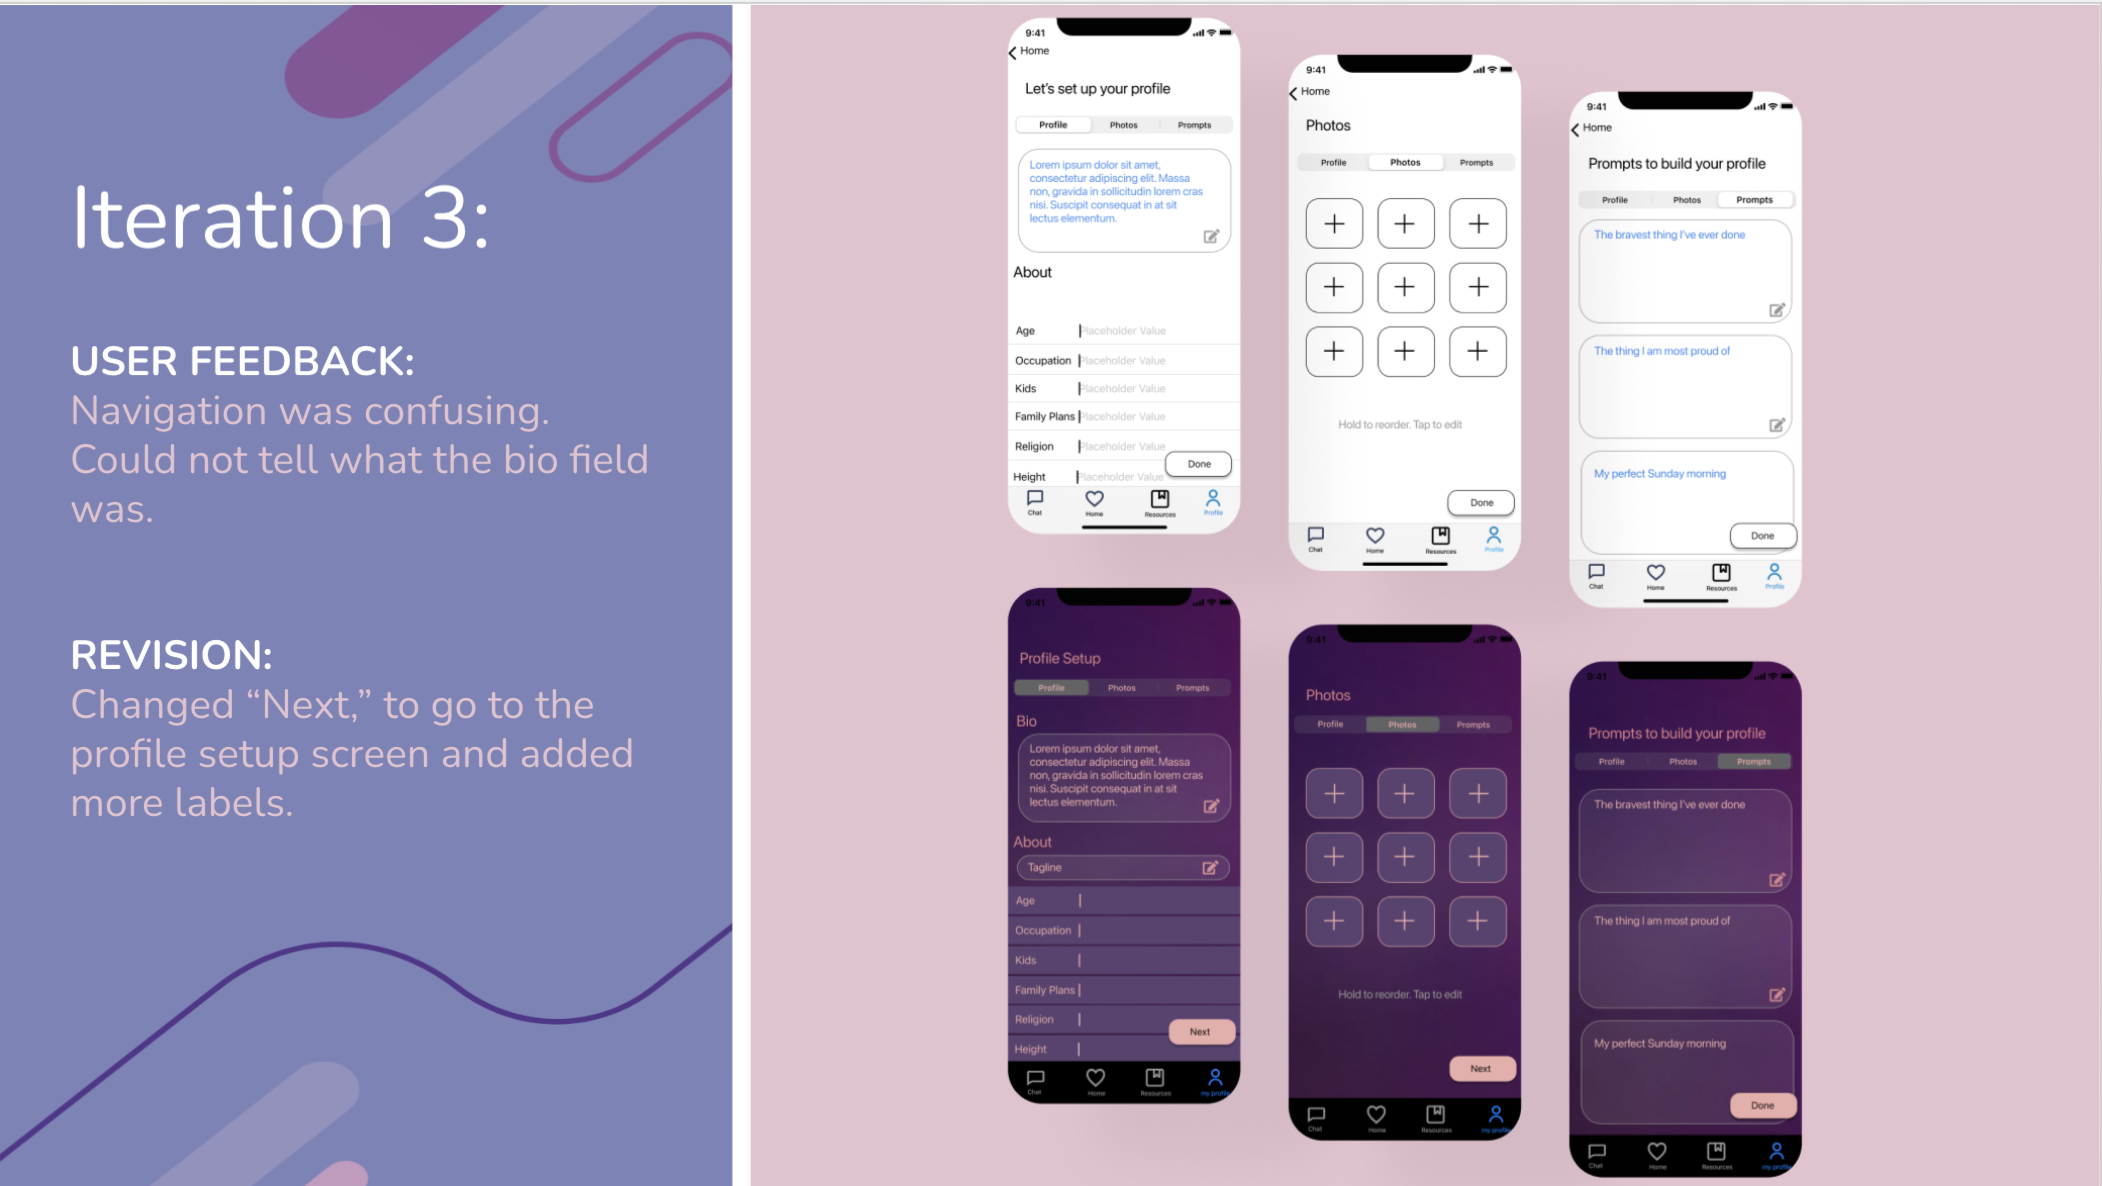 Iteration 3:
USER FEEDBACK:
Navigation was confusing.
Could not tell what the bio field
was.
REVISION:
Changed “Next,” to go to the
profile setup screen and added
more labels.
9:41
Home
Let's set up your profile
Profile Photos Prompts
Lorem ipsum dolor sit amet,
consectetur adipiscing elit. Massa
non, gravida in sollicitudin lorem cras
nisi. Suscipit consequat in at sit
lectus elementum.
About
Age Placeholder Value
Occupation Placeholder Value
Kids Placeholder Value
Family Plans Placeholder Value
Religion Placeholder Value
Done
Height Placeholder Value
Chat Home Resources Profile
9:41
Home
Photos
Profile Photos Prompts
Hold to reorder. Tap to edit
Done
Chat Home Resources Profile
9:41
Home
Prompts to build your profile
Profile Photos Prompts
The bravest thing I've ever done
The thing I am most proud of
My perfect Sunday morning
Done
Chat Home Resources Profile
9:41
Profile Setup
Profile Photos Prompts
Bio
Lorem ipsum dolor sit amet,
consectetur adipiscing elit. Massa
non, gravida in sollicitudin lorem cras
nisi. Suscipit consequat in at sit
lectus elementum.
About
Tagline
Age
Occupation
Kids
Family Plans
Religion
Next
Height
Chat Home Resources my profile
9:41
Photos
Profile Photos Prompts
Hold to reorder. Tap to edit
Next
Chat Home Resources my profile
9:41
Prompts to build your profile
Profile Photos Prompts
The bravest thing I've ever done
The thing I am most proud of
My perfect Sunday morning
Done
Chat Home Resources my profile